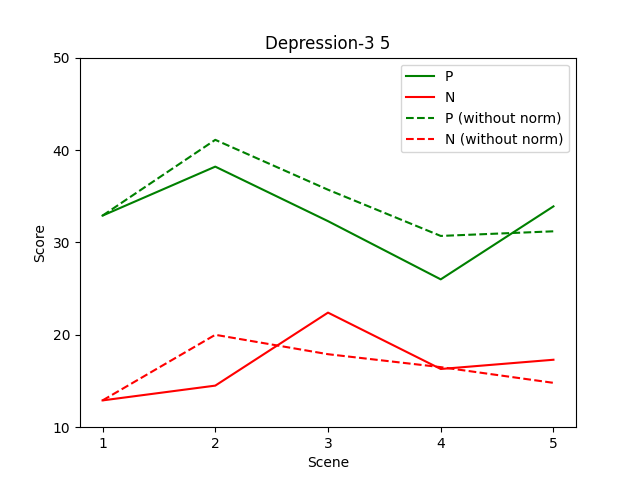 Depression-3 5
P
N
P (without norm)
N (without norm)
Score
50
40
30
20
10
1 2 3 4 5
Scene